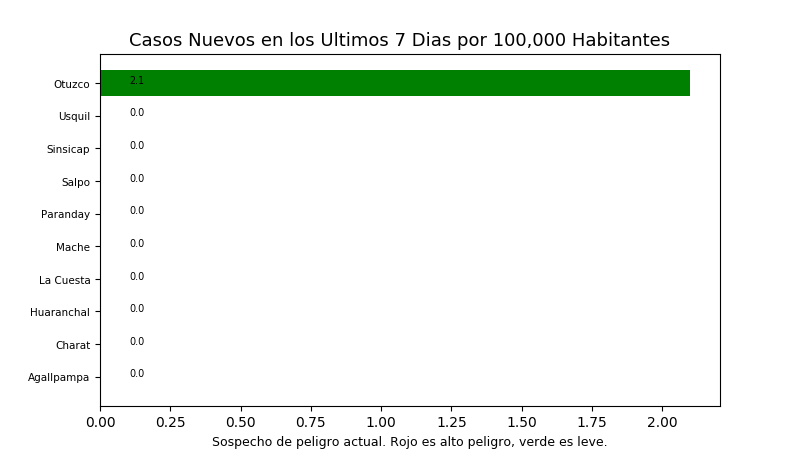 Casos Nuevos en los Ultimos 7 Dias por 100,000 Habitantes
Otuzco 2.1
Usquil 0.0
Sinsicap 0.0
Salpo 0.0
Paranday 0.0
Mache 0.0
La Cuesta 0.0
Huaranchal 0.0
Charat 0.0
Agallpampa 0.0
0.00 0.25 0.50 0.75 1.00 1.25 1.50 1.75 2.00
Sospecho de peligro actual. Rojo es alto peligro, verde es leve.